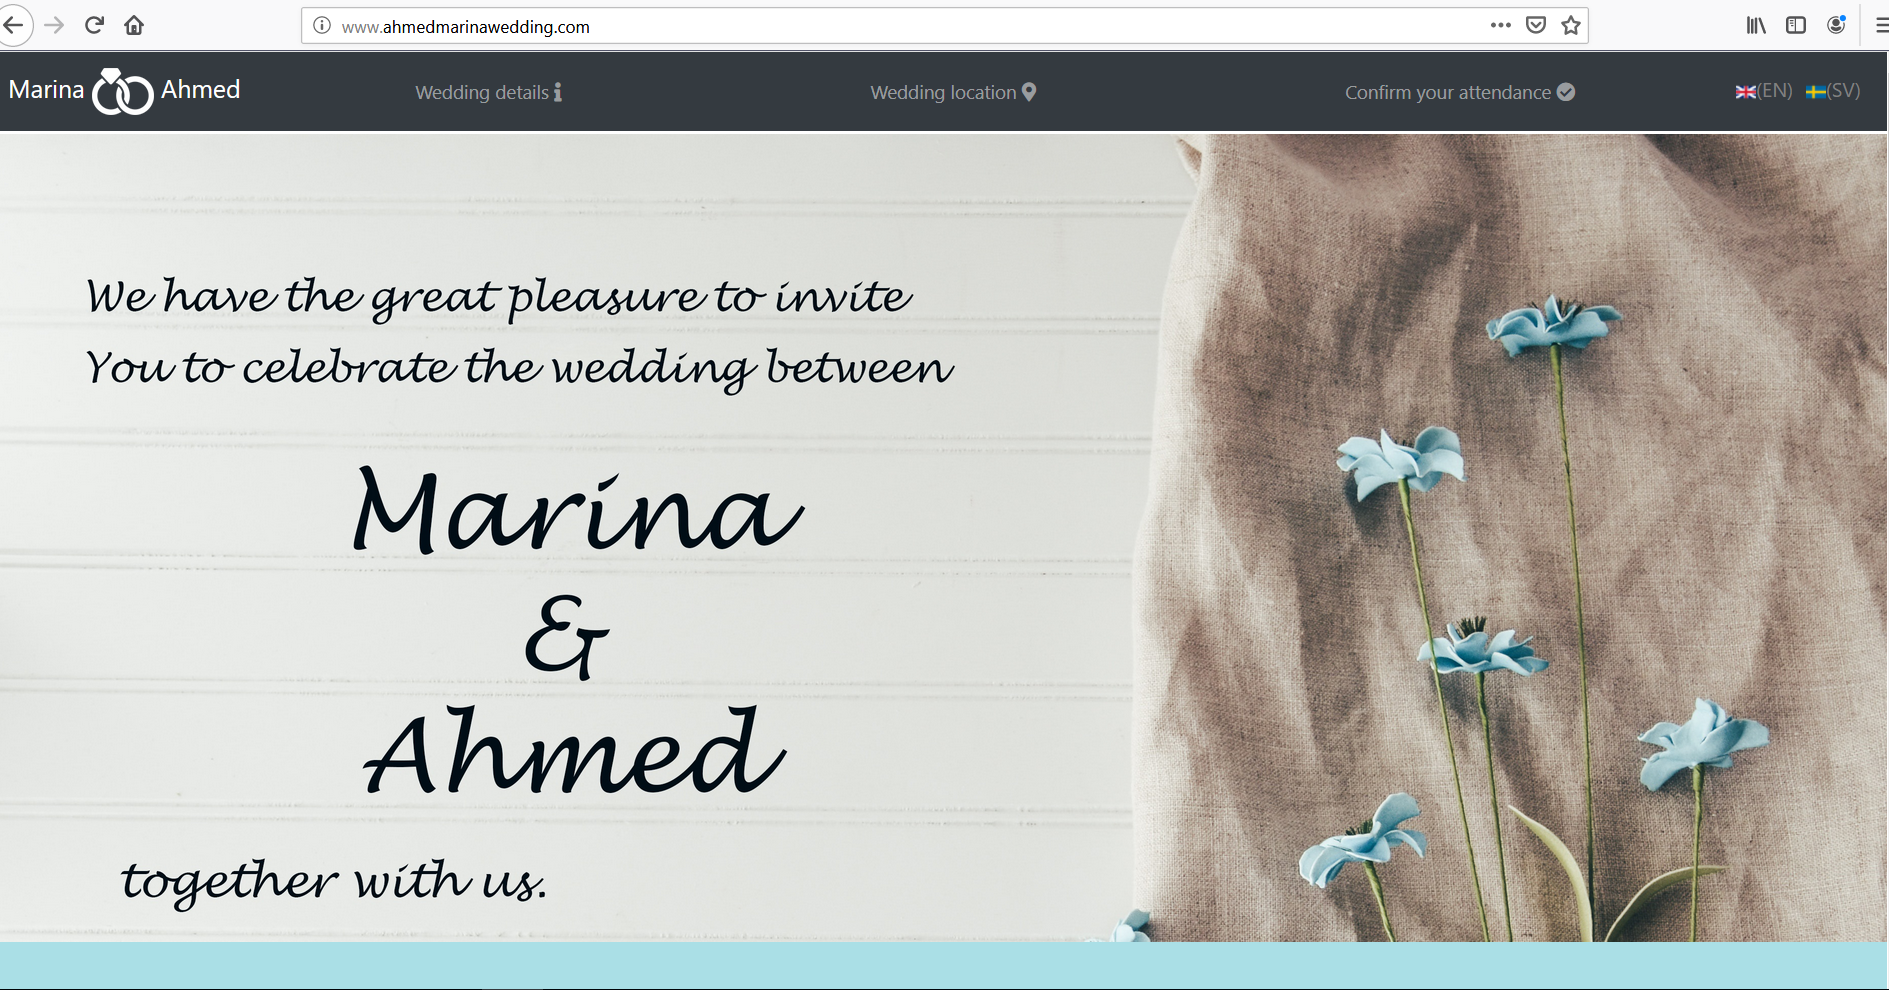 www.ahmedmarinawedding.com
Marina Ahmed
Wedding details
Wedding location
Confirm your attendance
(EN) (SV)
We have the great pleasure to invite
You to celebrate the wedding between
Marina
&
Ahmed
together with us.